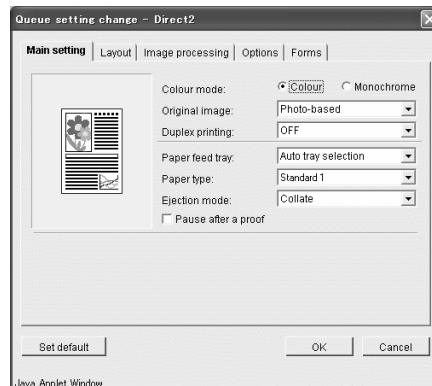 Queue setting change - Direct2
Main setting Layout Image processing Options Forms
Colour mode: Colour Monochrome
Original image: Photo-based
Duplex printing: OFF
Paper feed tray: Auto tray selection
Paper type: Standard 1
Ejection mode: Collate
Pause after a proof
Set default OK Cancel
Java Applet Window